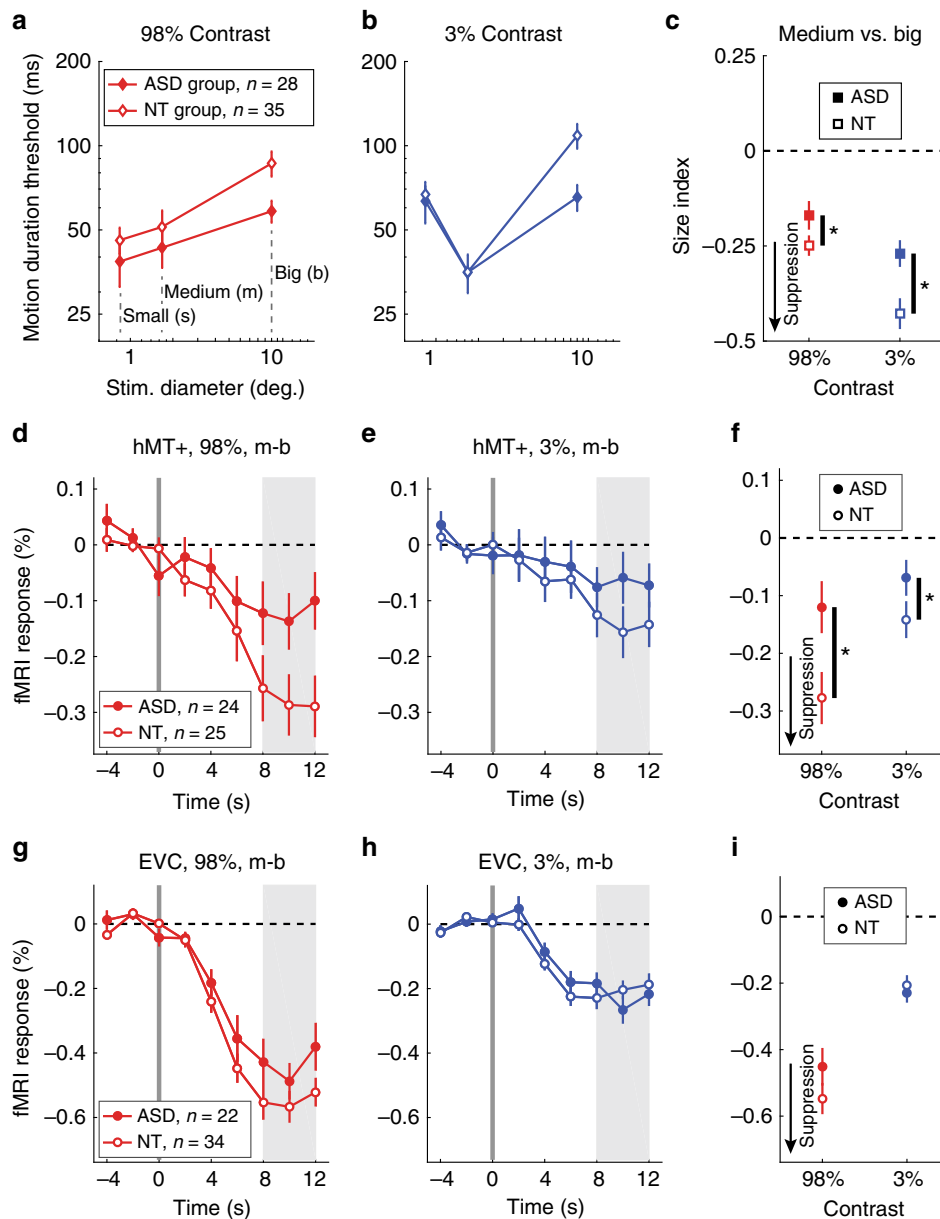 a
98% Contrast
Motion duration threshold (ms)
200
100
50
25
ASD group, n = 28
NT group, n = 35
Small (s)
Medium (m)
Big (b)
1
10
Stim. diameter (deg.)
b
3% Contrast
200
100
50
25
1
10
c
Medium vs. big
Size index
−0.25
0
−0.25
−0.5
ASD
NT
*
*
Suppression
98%
3%
Contrast
d
hMT+, 98%, m-b
fMRI response (%)
0.1
0
−0.1
−0.2
−0.3
ASD, n = 24
NT, n = 25
−4
0
4
8
12
Time (s)
e
hMT+, 3%, m-b
0.1
0
−0.1
−0.2
−0.3
−4
0
4
8
12
Time (s)
f
0.1
0
−0.1
−0.2
−0.3
ASD
NT
*
*
Suppression
98%
3%
Contrast
g
EVC, 98%, m-b
fMRI response (%)
0
−0.2
−0.4
−0.6
ASD, n = 22
NT, n = 34
−4
0
4
8
12
Time (s)
h
EVC, 3%, m-b
0
−0.2
−0.4
−0.6
−4
0
4
8
12
Time (s)
i
0
−0.2
−0.4
−0.6
ASD
NT
Suppression
98%
3%
Contrast